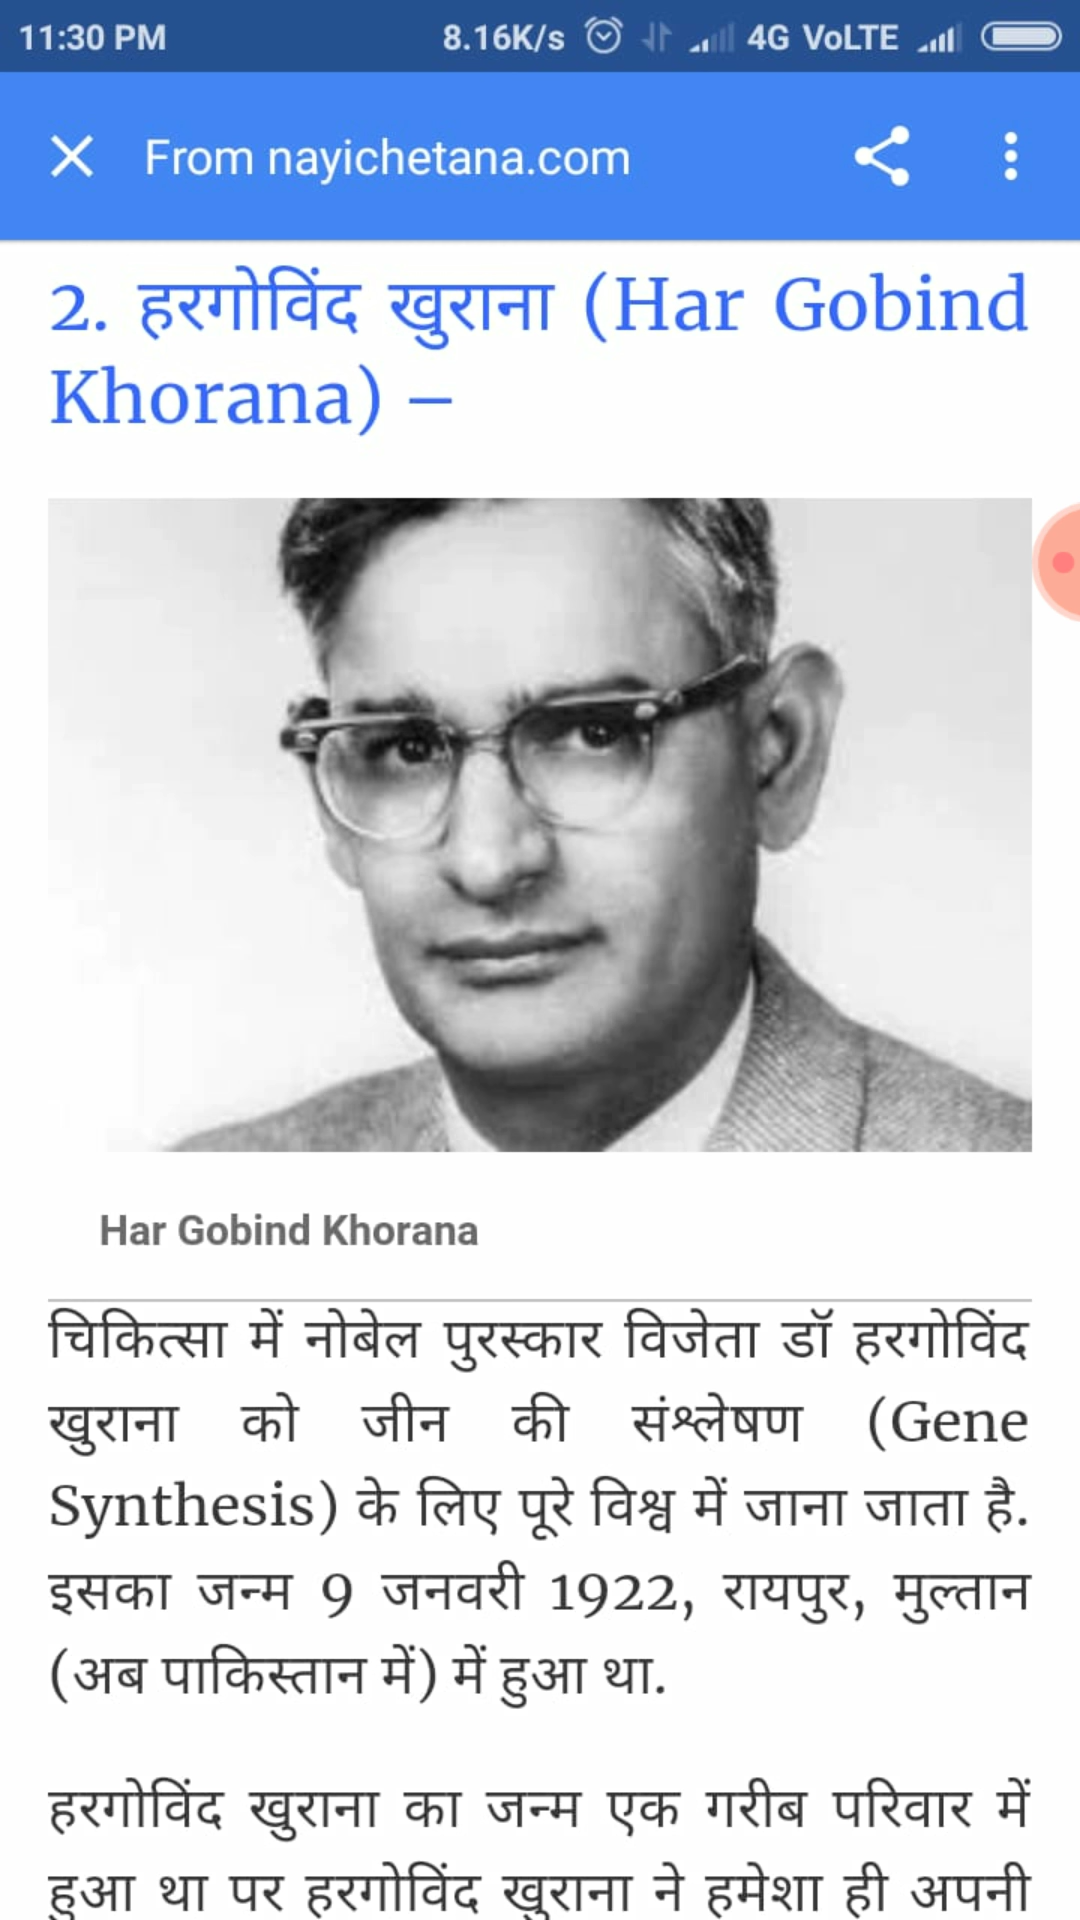 11:30 PM 8.16K/s 4G VoLTE
From nayichetana.com
2. हरगोविंद खुराना (Har Gobind
Khorana) –
Har Gobind Khorana
चिकित्सा में नोबेल पुरस्कार विजेता डॉ हरगोविंद
खुराना को जीन की संश्लेषण (Gene
Synthesis) के लिए पूरे विश्व में जाना जाता है.
इसका जन्म 9 जनवरी 1922, रायपुर, मुल्तान
(अब पाकिस्तान में) में हुआ था.
हरगोविंद खुराना का जन्म एक गरीब परिवार में
हुआ था पर हरगोविंद खुराना ने हमेशा ही अपनी